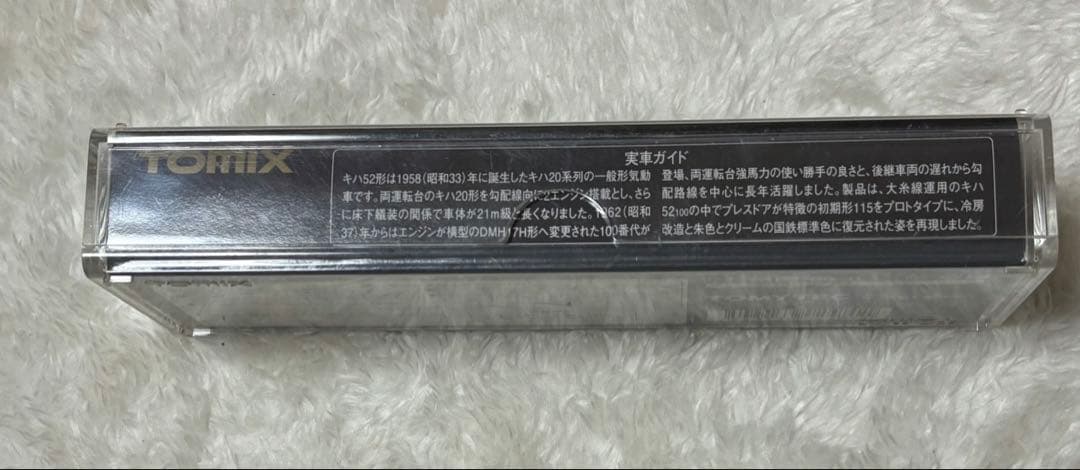 TOMIX
実車ガイド
キハ52形は1958(昭和33)年に誕生したキハ20系列の一般形気動
車です。両運転台のキハ20形を勾配線向に2エンジン搭載とし、さら
に床下艤装の関係で車体が21m級と長くなりました。1962(昭和
37)年からはエンジンが横型のDMH17H形へ変更された100番代が
登場、両運転台強馬力の使い勝手の良さと、後継車両の遅れから勾
配路線を中心に長年活躍しました。製品は、大糸線運用のキハ
52100の中でプレスドアが特徴の初期形115をプロトタイプに、冷房
改造と朱色とクリームの国鉄標準色に復元された姿を再現しました。
TOMIX